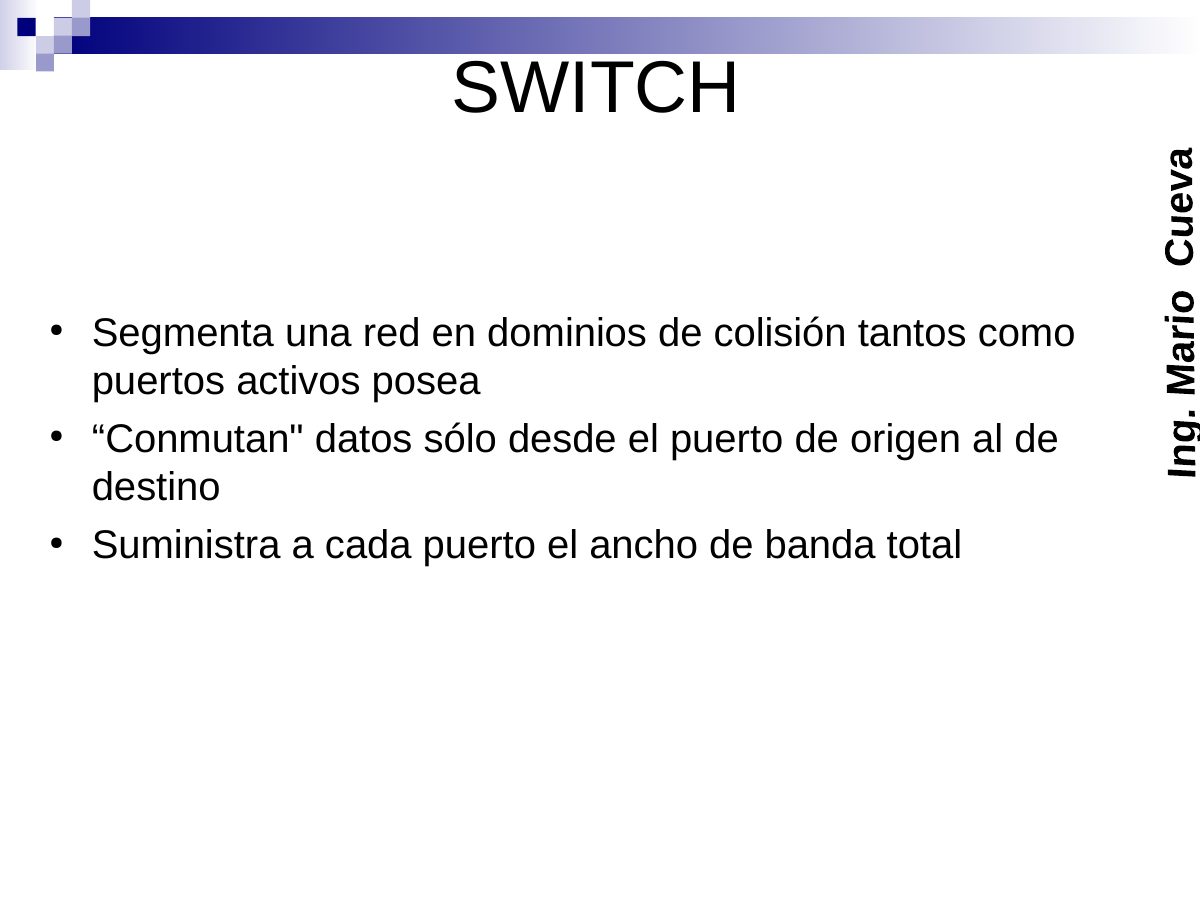 SWITCH
Ing. Mario Cueva
• Segmenta una red en dominios de colisión tantos como
puertos activos posea
• “Conmutan" datos sólo desde el puerto de origen al de
destino
• Suministra a cada puerto el ancho de banda total